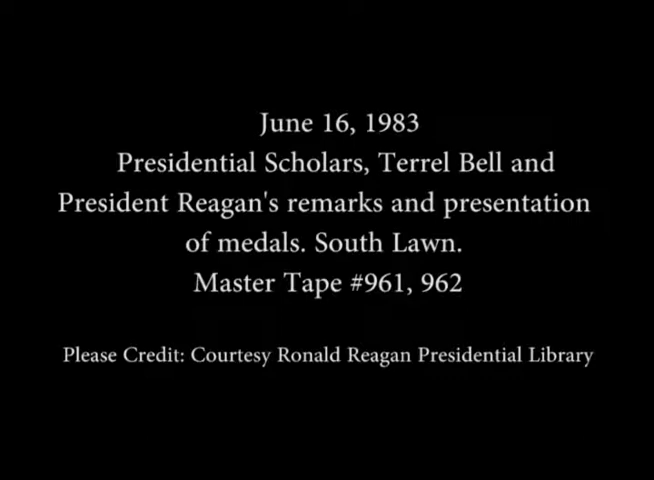 June 16, 1983
Presidential Scholars, Terrel Bell and
President Reagan's remarks and presentation
of medals. South Lawn.
Master Tape #961, 962
Please Credit: Courtesy Ronald Reagan Presidential Library